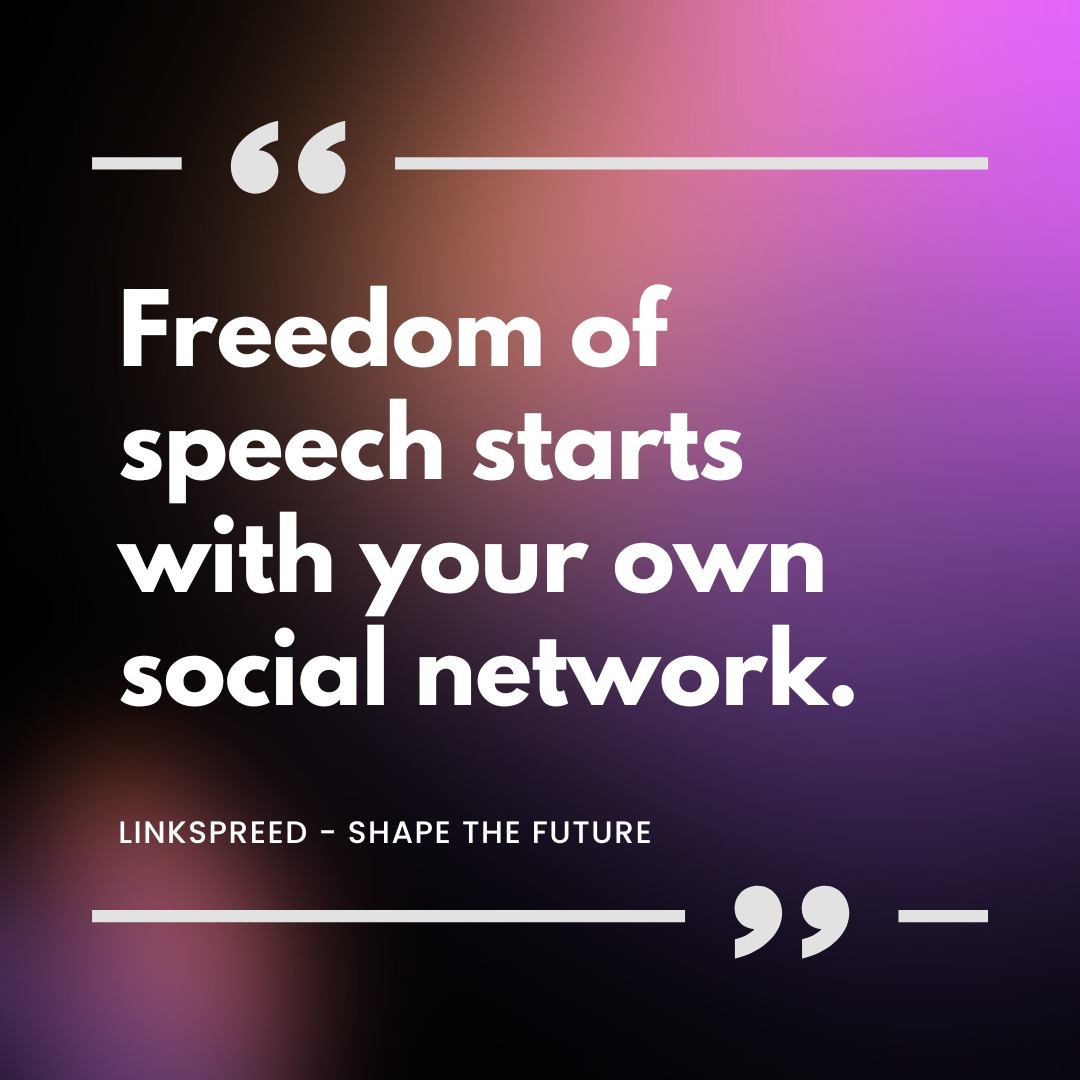 “
Freedom of
speech starts
with your own
social network.
LINKSPREED - SHAPE THE FUTURE
”